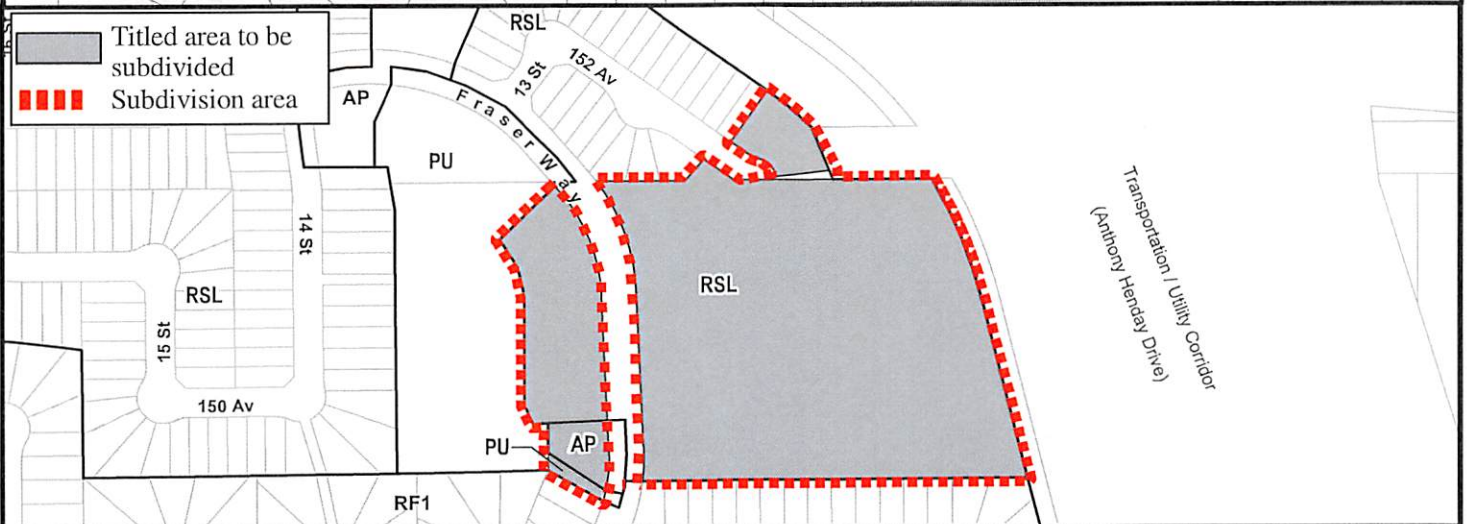 Titled area to be
subdivided
Subdivision area
RSL
152 Av
13 St
AP
Fraser Way
PU
14 St
RSL
15 St
150 Av
RSL
PU
AP
RF1
Transportation / Utility Corridor
(Anthony Henday Drive)